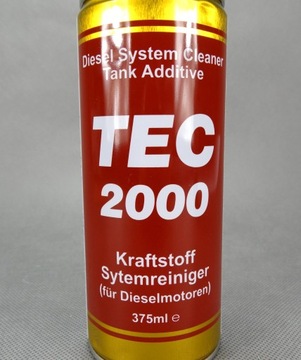 Diesel System Cleaner
Tank Additive
TEC
2000
Kraftstoff
Sytemreiniger
(für Dieselmotoren)
375ml ℮